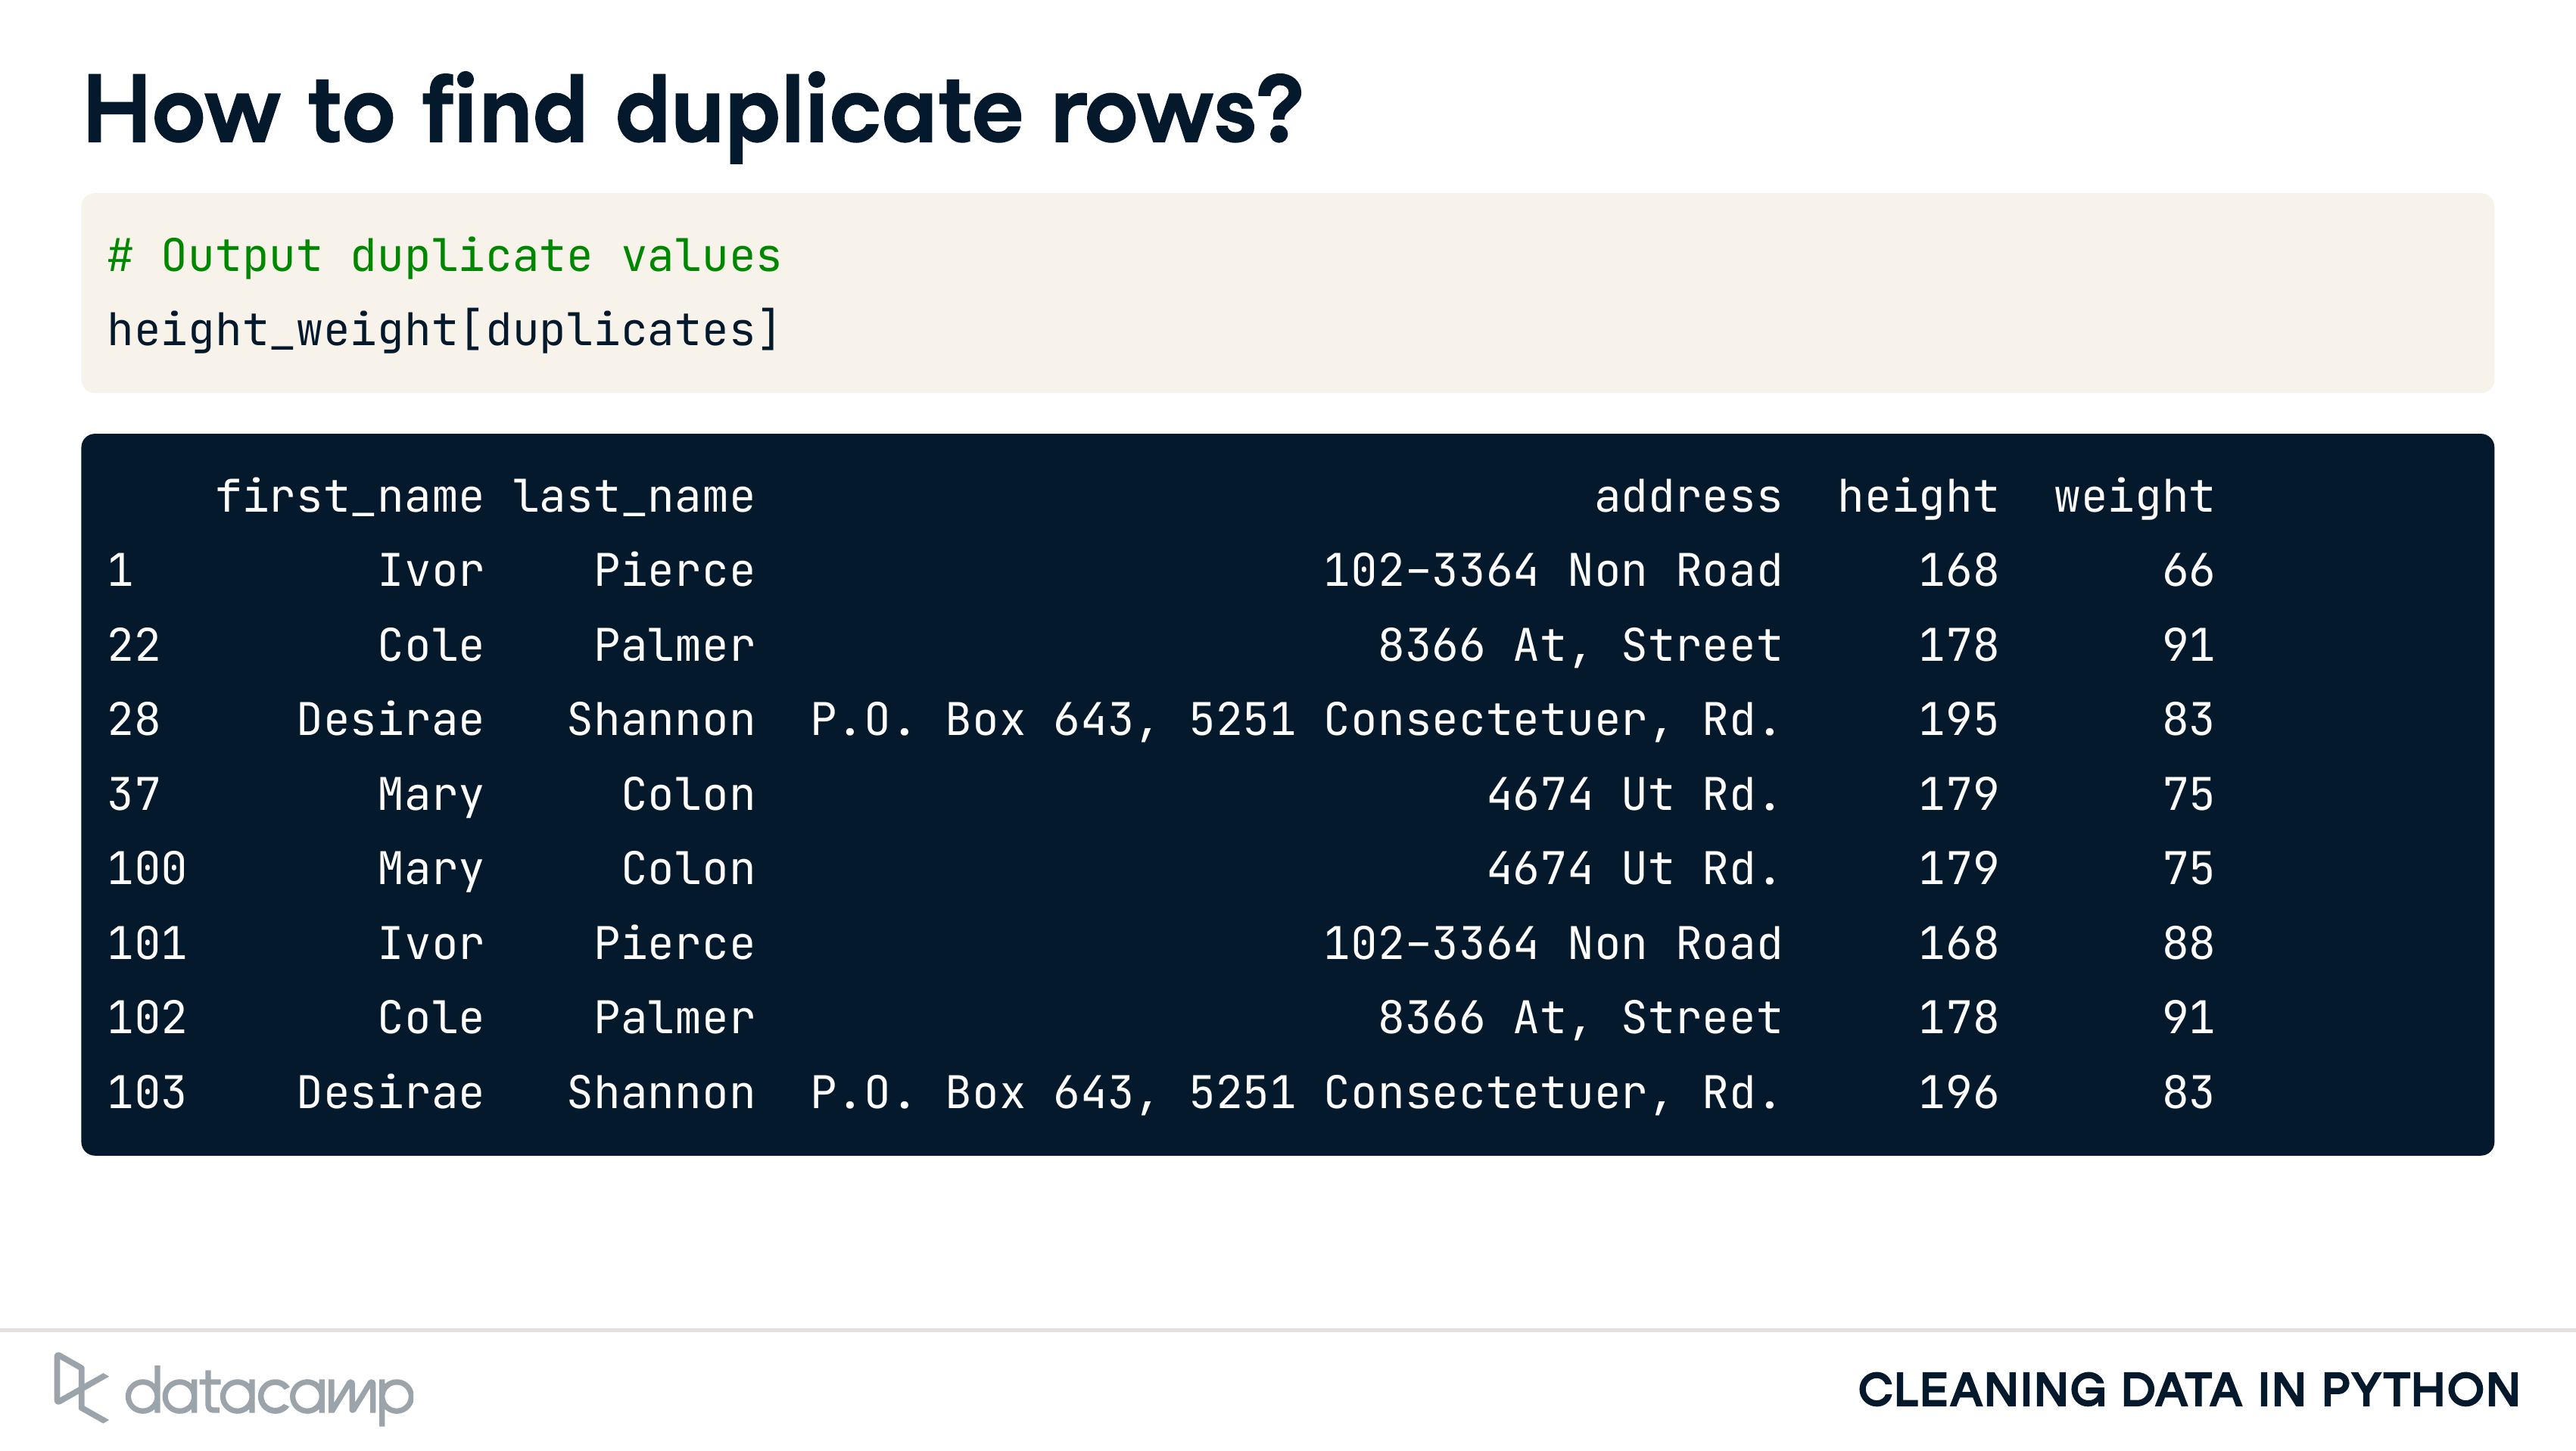 How to find duplicate rows?
# Output duplicate values
height_weight[duplicates]
    first_name last_name                               address  height  weight
1         Ivor    Pierce                     102-3364 Non Road     168      66
22        Cole    Palmer                       8366 At, Street     178      91
28     Desirae   Shannon  P.O. Box 643, 5251 Consectetuer, Rd.     195      83
37        Mary     Colon                           4674 Ut Rd.     179      75
100       Mary     Colon                           4674 Ut Rd.     179      75
101       Ivor    Pierce                     102-3364 Non Road     168      88
102       Cole    Palmer                       8366 At, Street     178      91
103    Desirae   Shannon  P.O. Box 643, 5251 Consectetuer, Rd.     196      83
datacamp
CLEANING DATA IN PYTHON